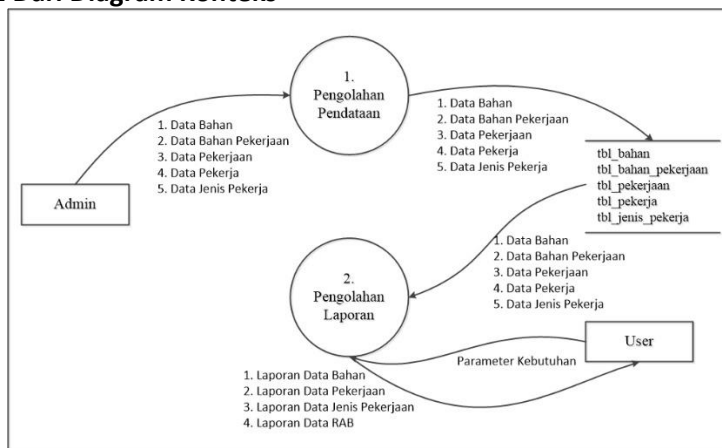 Dari Diagram Konteks
1.
Pengolahan
Pendataan
1. Data Bahan
2. Data Bahan Pekerjaan
3. Data Pekerjaan
4. Data Pekerja
5. Data Jenis Pekerja
Admin
1. Data Bahan
2. Data Bahan Pekerjaan
3. Data Pekerjaan
4. Data Pekerja
5. Data Jenis Pekerja
tbl_bahan
tbl_bahan_pekerjaan
tbl_pekerjaan
tbl_pekerja
tbl_jenis_pekerja
1. Data Bahan
2. Data Bahan Pekerjaan
3. Data Pekerjaan
4. Data Pekerja
5. Data Jenis Pekerja
2.
Pengolahan
Laporan
User
Parameter Kebutuhan
1. Laporan Data Bahan
2. Laporan Data Pekerjaan
3. Laporan Data Jenis Pekerjaan
4. Laporan Data RAB